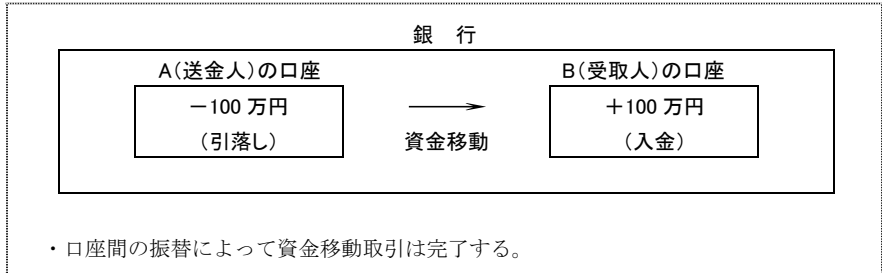 銀 行
A(送金人)の口座 B(受取人)の口座
－100 万円 ＋100 万円
(引落し) 資金移動 (入金)
・口座間の振替によって資金移動取引は完了する。